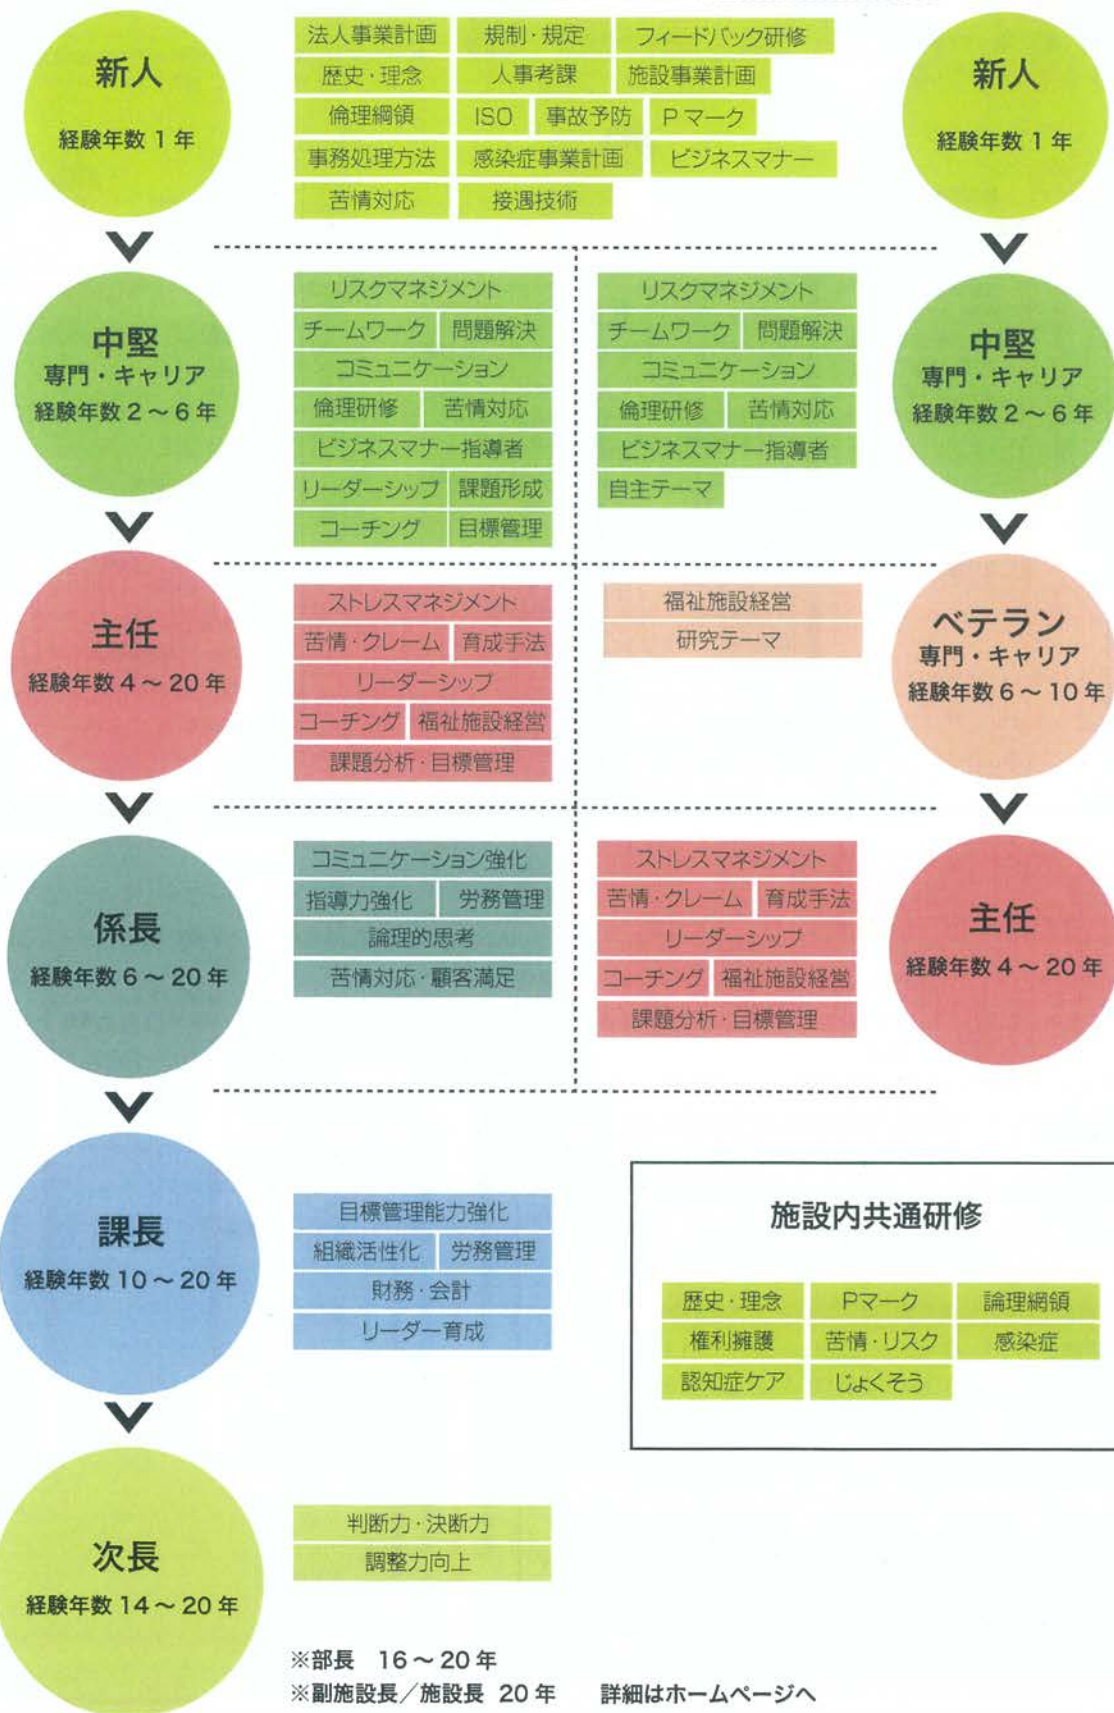 新人
経験年数 1 年
法人事業計画 規制・規定 フィードバック研修
歴史・理念 人事考課 施設事業計画
倫理綱領 ISO 事故予防 P マーク
事務処理方法 感染症事業計画 ビジネスマナー
苦情対応 接遇技術
新人
経験年数 1 年
中堅
専門・キャリア
経験年数 2 ～ 6 年
リスクマネジメント
チームワーク 問題解決
コミュニケーション
倫理研修 苦情対応
ビジネスマナー指導者
リーダーシップ 課題形成
コーチング 目標管理
リスクマネジメント
チームワーク 問題解決
コミュニケーション
倫理研修 苦情対応
ビジネスマナー指導者
自主テーマ
中堅
専門・キャリア
経験年数 2 ～ 6 年
主任
経験年数 4 ～ 20 年
ストレスマネジメント
苦情・クレーム 育成手法
リーダーシップ
コーチング 福祉施設経営
課題分析・目標管理
福祉施設経営
研究テーマ
ベテラン
専門・キャリア
経験年数 6 ～ 10 年
係長
経験年数 6 ～ 20 年
コミュニケーション強化
指導力強化 労務管理
論理的思考
苦情対応・顧客満足
ストレスマネジメント
苦情・クレーム 育成手法
リーダーシップ
コーチング 福祉施設経営
課題分析・目標管理
主任
経験年数 4 ～ 20 年
課長
経験年数 10 ～ 20 年
目標管理能力強化
組織活性化 労務管理
財務・会計
リーダー育成
施設内共通研修
歴史・理念 Pマーク 論理綱領
権利擁護 苦情・リスク 感染症
認知症ケア じょくそう
次長
経験年数 14 ～ 20 年
判断力・決断力
調整力向上
※部長 16 ～ 20 年
※副施設長／施設長 20 年 詳細はホームページへ